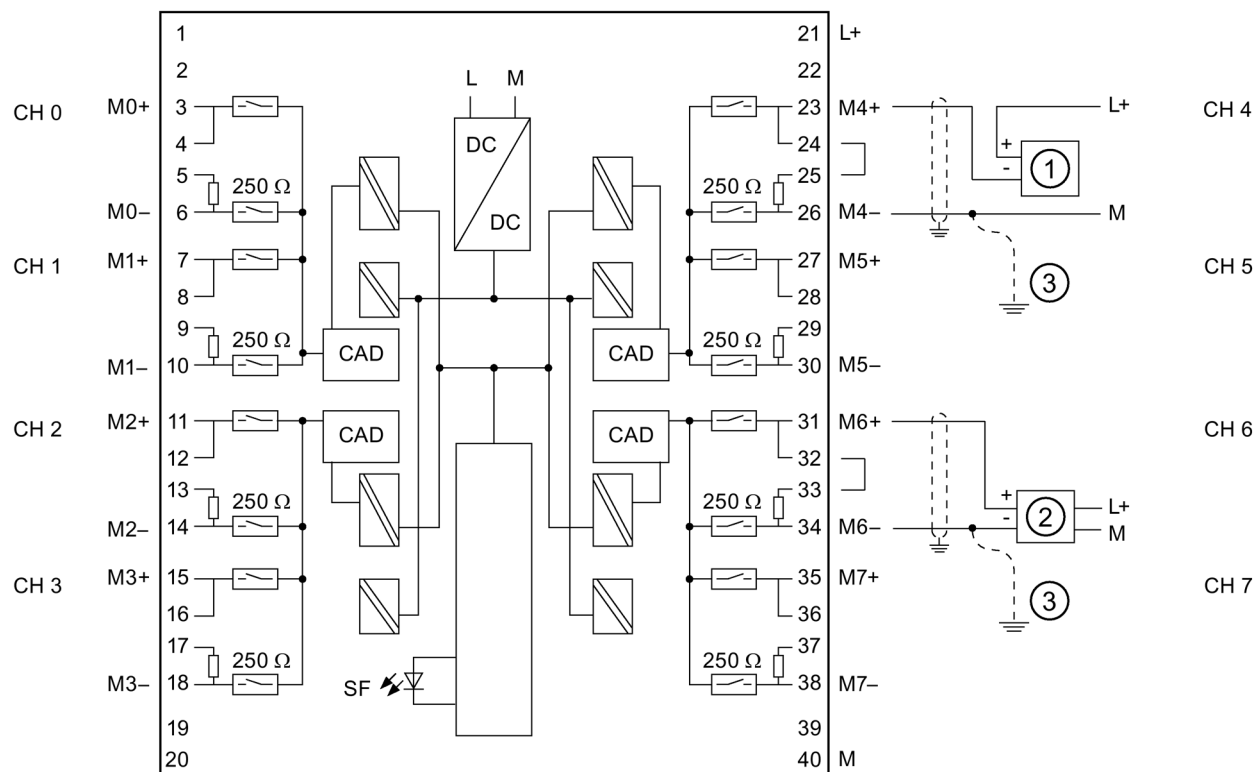 1 21 L+
2 22
L M
CH 0 M0+ 3 23 M4+ L+ CH 4
4 DC 24 +
5 250 Ω 250 Ω 25 - 1
M0– 6 26 M4– M
DC
CH 1 M1+ 7 27 M5+ CH 5
8 28 3
9 250 Ω 250 Ω 29
M1– 10 CAD CAD 30 M5–
CH 2 M2+ 11 31 M6+ CH 6
12 CAD CAD 32
13 250 Ω 250 Ω 33 + L+
M2– 14 34 M6– - 2 M
CH 3 M3+ 15 35 M7+ CH 7
16 36 3
17 250 Ω 250 Ω 37
M3– 18 SF 38 M7–
19 39
20 40 M